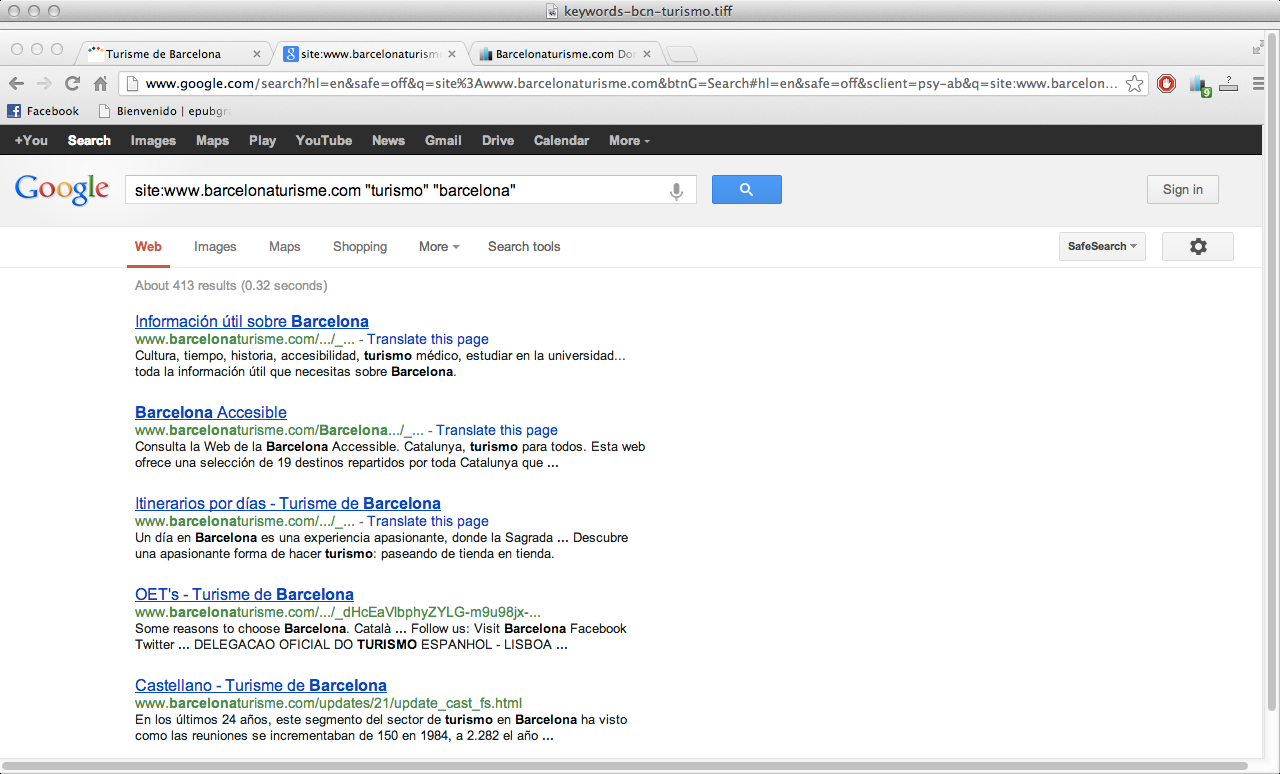 keywords-bcn-turismo.tiff
Turisme de Barcelona
site:www.barcelonaturism
Barcelonaturisme.com Do
www.google.com/search?hl=en&safe=off&q=site%3Awww.barcelonaturisme.com&btnG=Search#hl=en&safe=off&sclient=psy-ab&q=site:www.barcelon...
9
?
Facebook
Bienvenido | epubgra
+You Search Images Maps Play YouTube News Gmail Drive Calendar More
Google
site:www.barcelonaturisme.com "turismo" "barcelona"
Sign in
Web Images Maps Shopping More Search tools
SafeSearch
About 413 results (0.32 seconds)
Información útil sobre Barcelona
www.barcelonaturisme.com/.../_... - Translate this page
Cultura, tiempo, historia, accesibilidad, turismo médico, estudiar en la universidad...
toda la información útil que necesitas sobre Barcelona.
Barcelona Accesible
www.barcelonaturisme.com/Barcelona.../_... - Translate this page
Consulta la Web de la Barcelona Accessible. Catalunya, turismo para todos. Esta web
ofrece una selección de 19 destinos repartidos por toda Catalunya que ...
Itinerarios por días - Turisme de Barcelona
www.barcelonaturisme.com/.../_... - Translate this page
Un día en Barcelona es una experiencia apasionante, donde la Sagrada ... Descubre
una apasionante forma de hacer turismo: paseando de tienda en tienda.
OET's - Turisme de Barcelona
www.barcelonaturisme.com/.../_dHcEaVlbphyZYLG-m9u98jx-...
Some reasons to choose Barcelona. Català ... Follow us: Visit Barcelona Facebook
Twitter ... DELEGACAO OFICIAL DO TURISMO ESPANHOL - LISBOA ...
Castellano - Turisme de Barcelona
www.barcelonaturisme.com/updates/21/update_cast_fs.html
En los últimos 24 años, este segmento del sector de turismo en Barcelona ha visto
como las reuniones se incrementaban de 150 en 1984, a 2.282 el año ...